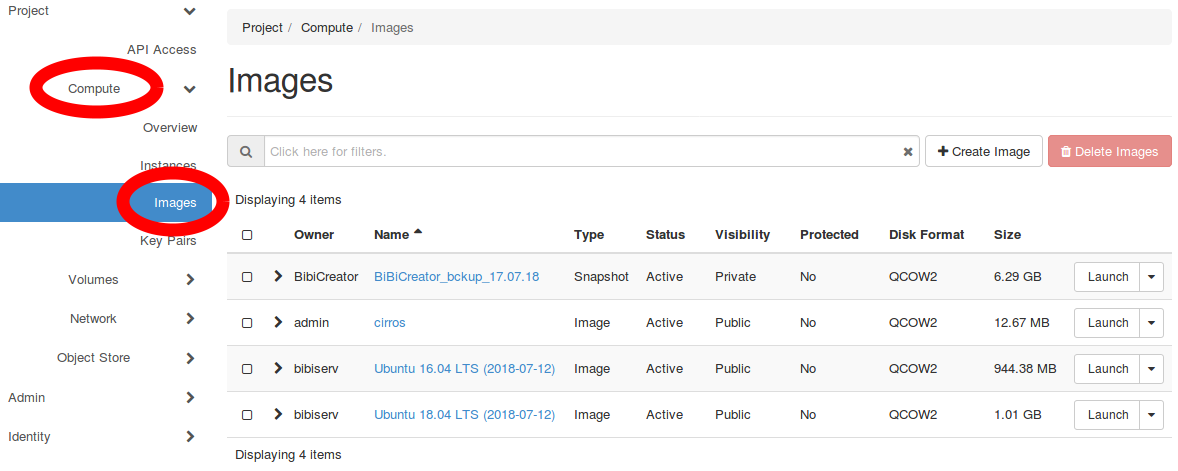 Project
API Access
Compute
Overview
Instances
Images
Key Pairs
Volumes
Network
Object Store
Admin
Identity
Project / Compute / Images
Images
Click here for filters.
Create Image
Delete Images
Displaying 4 items
Owner Name Type Status Visibility Protected Disk Format Size
BibiCreator BiBiCreator_bckup_17.07.18 Snapshot Active Private No QCOW2 6.29 GB Launch
admin cirros Image Active Public No QCOW2 12.67 MB Launch
bibiserv Ubuntu 16.04 LTS (2018-07-12) Image Active Public No QCOW2 944.38 MB Launch
bibiserv Ubuntu 18.04 LTS (2018-07-12) Image Active Public No QCOW2 1.01 GB Launch
Displaying 4 items